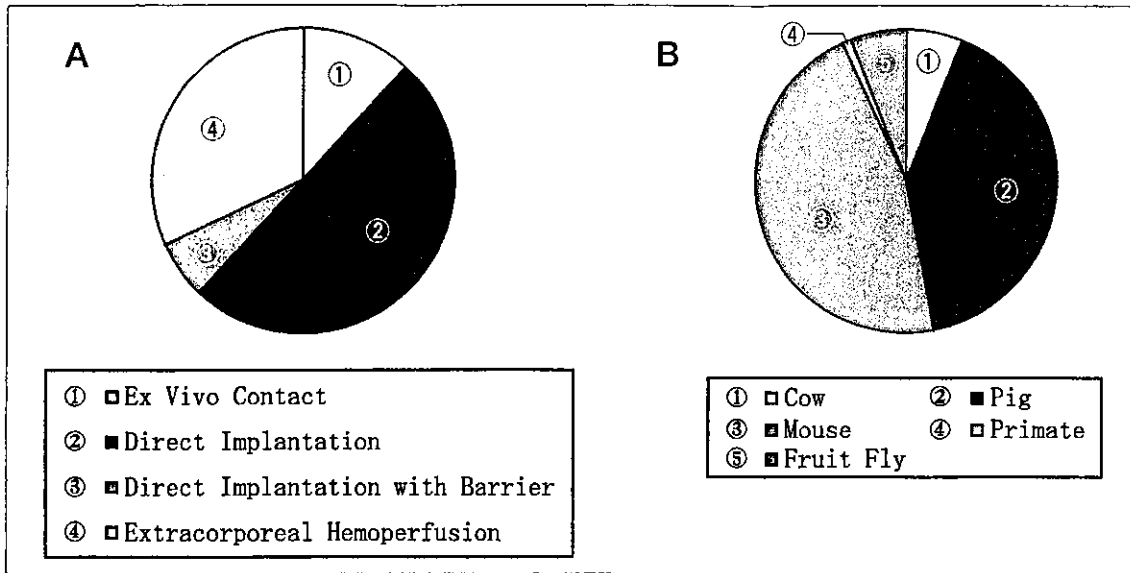 A
①
②
③
④
① Ex Vivo Contact
② Direct Implantation
③ Direct Implantation with Barrier
④ Extracorporeal Hemoperfusion
B
①
②
③
④
⑤
① Cow ② Pig
③ Mouse ④ Primate
⑤ Fruit Fly